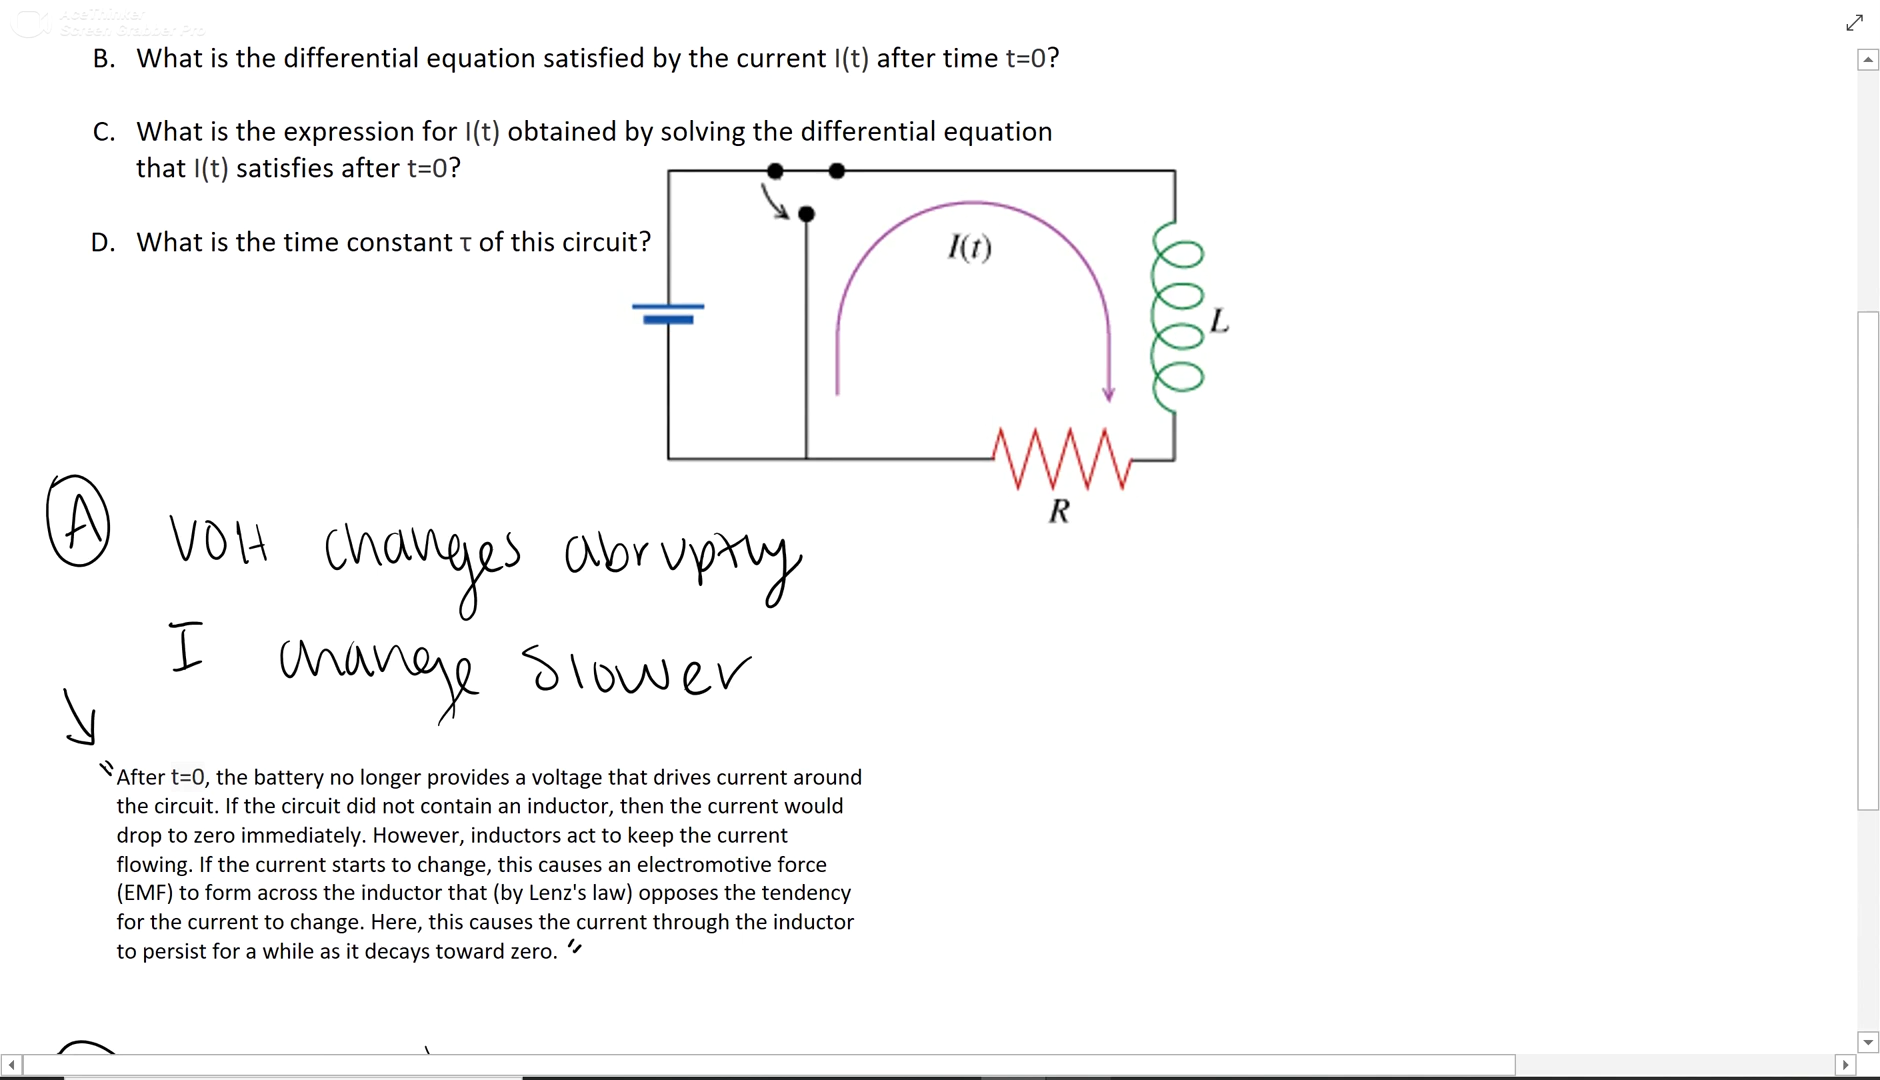 AceThinker
Screen Grabber Pro
B. What is the differential equation satisfied by the current I(t) after time t=0?
C. What is the expression for I(t) obtained by solving the differential equation
that I(t) satisfies after t=0?
D. What is the time constant τ of this circuit?
I(t)
L
R
A
VOlt changes abruptly
I change slower
"After t=0, the battery no longer provides a voltage that drives current around
the circuit. If the circuit did not contain an inductor, then the current would
drop to zero immediately. However, inductors act to keep the current
flowing. If the current starts to change, this causes an electromotive force
(EMF) to form across the inductor that (by Lenz's law) opposes the tendency
for the current to change. Here, this causes the current through the inductor
to persist for a while as it decays toward zero. "